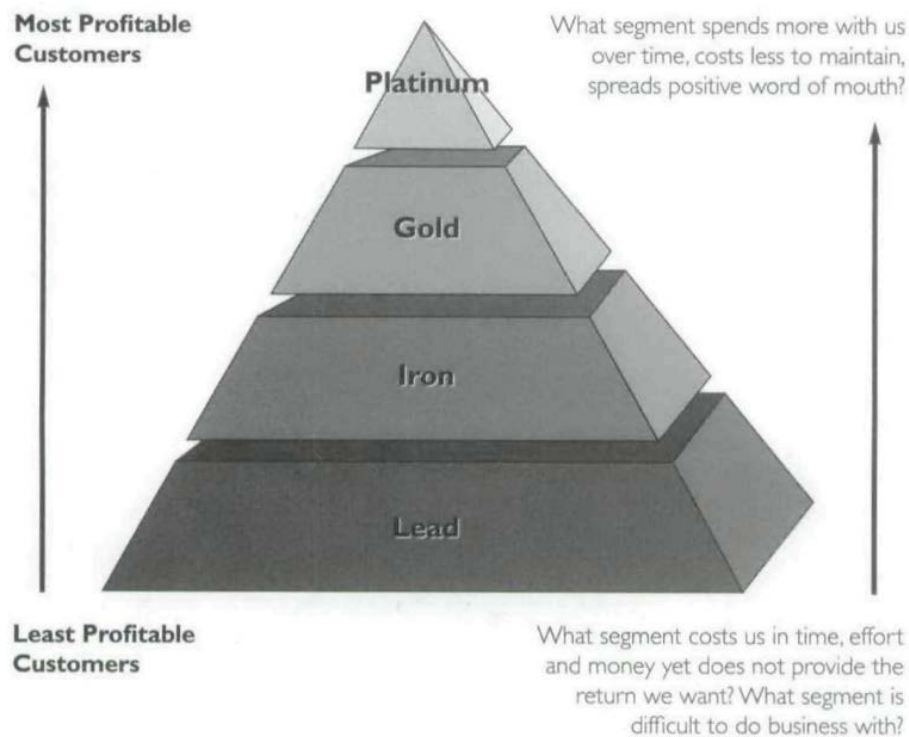 Most Profitable
Customers
What segment spends more with us
over time, costs less to maintain,
spreads positive word of mouth?
Platinum
Gold
Iron
Lead
Least Profitable
Customers
What segment costs us in time, effort
and money yet does not provide the
return we want? What segment is
difficult to do business with?